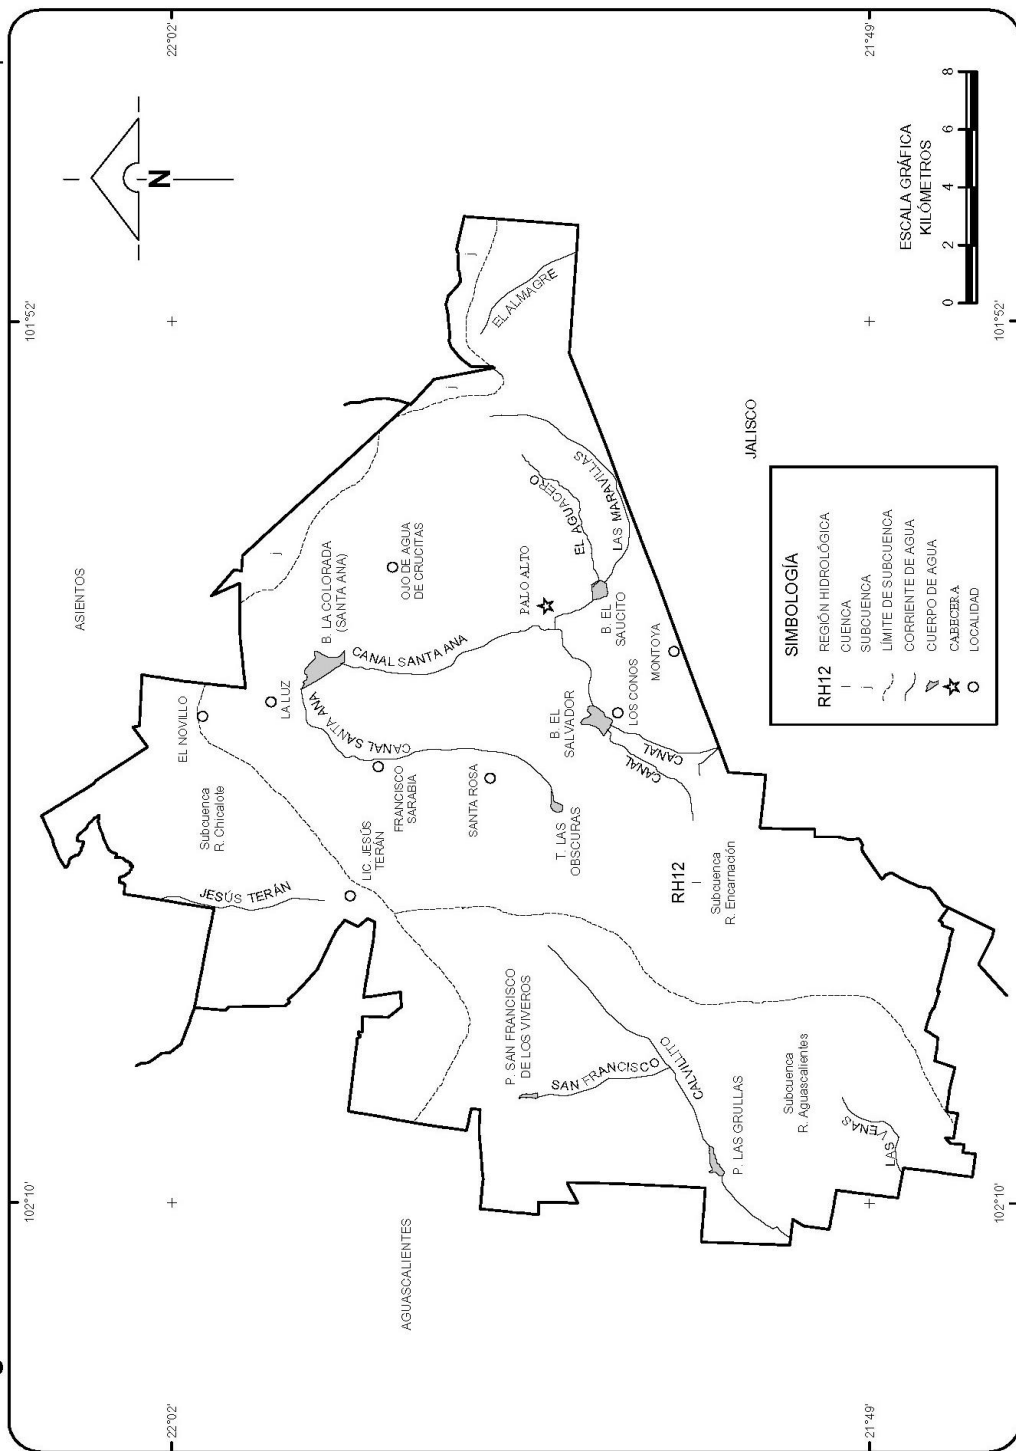 102°10'
101°52'
22°02'
22°02'
ASIENTOS
N
EL NOVILLO
Subcuenca
R. Chicalote
JESÚS TERÁN
LA LUZ
j
B. LA COLORADA
(SANTA ANA)
LIC. JESÚS
TERÁN
FRANCISCO
SARABIA
CANAL SANTA ANA
CANAL SANTA ANA
OJO DE AGUA
DE CRUCITAS
j
j
AGUASCALIENTES
SANTA ROSA
P. SAN FRANCISCO
DE LOS VIVEROS
EL ALMAGRE
PALO ALTO
EL AGUACERO
LAS MARAVILLAS
T. LAS
OBSCURAS
B. EL
SALVADOR
B. EL
SAUCITO
SAN FRANCISCO
CALVILLITO
LOS CONOS
MONTOYA
CANAL
CANAL
RH12
I
Subcuenca
R. Encarnación
P. LAS GRULLAS
Subcuenca
R. Aguascalientes
LAS VENAS
JALISCO
SIMBOLOGÍA
RH12 REGIÓN HIDROLÓGICA
I CUENCA
j SUBCUENCA
LÍMITE DE SUBCUENCA
CORRIENTE DE AGUA
CUERPO DE AGUA
CABECERA
LOCALIDAD
ESCALA GRÁFICA
KILÓMETROS
0 2 4 6 8
21°49'
21°49'
102°10'
101°52'